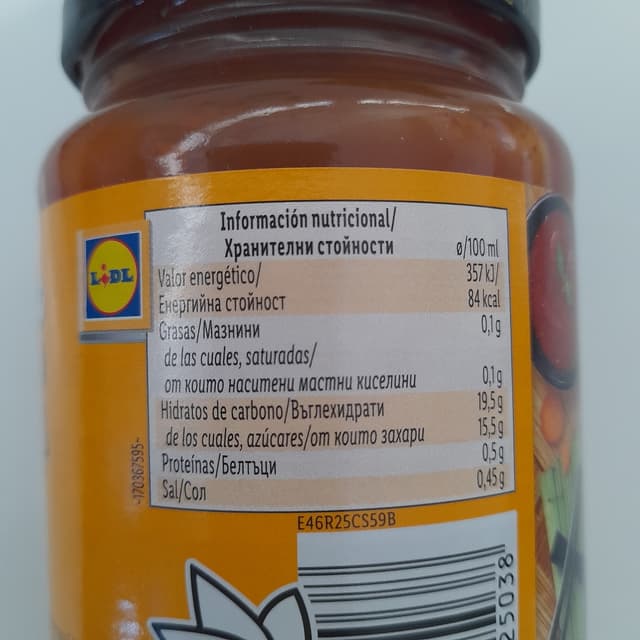 LIDL
Información nutricional/
Хранителни стойности ø/100 ml
Valor energético/ 357 kJ/
Енергийна стойност 84 kcal
Grasas/Мазнини 0,1 g
de las cuales, saturadas/
от които наситени мастни киселини 0,1 g
Hidratos de carbono/Въглехидрати 19,5 g
de los cuales, azúcares/от които захари 15,5 g
Proteínas/Белтъци 0,5 g
Sal/Сол 0,45 g
-170367595-
E46R25CS59B
25038